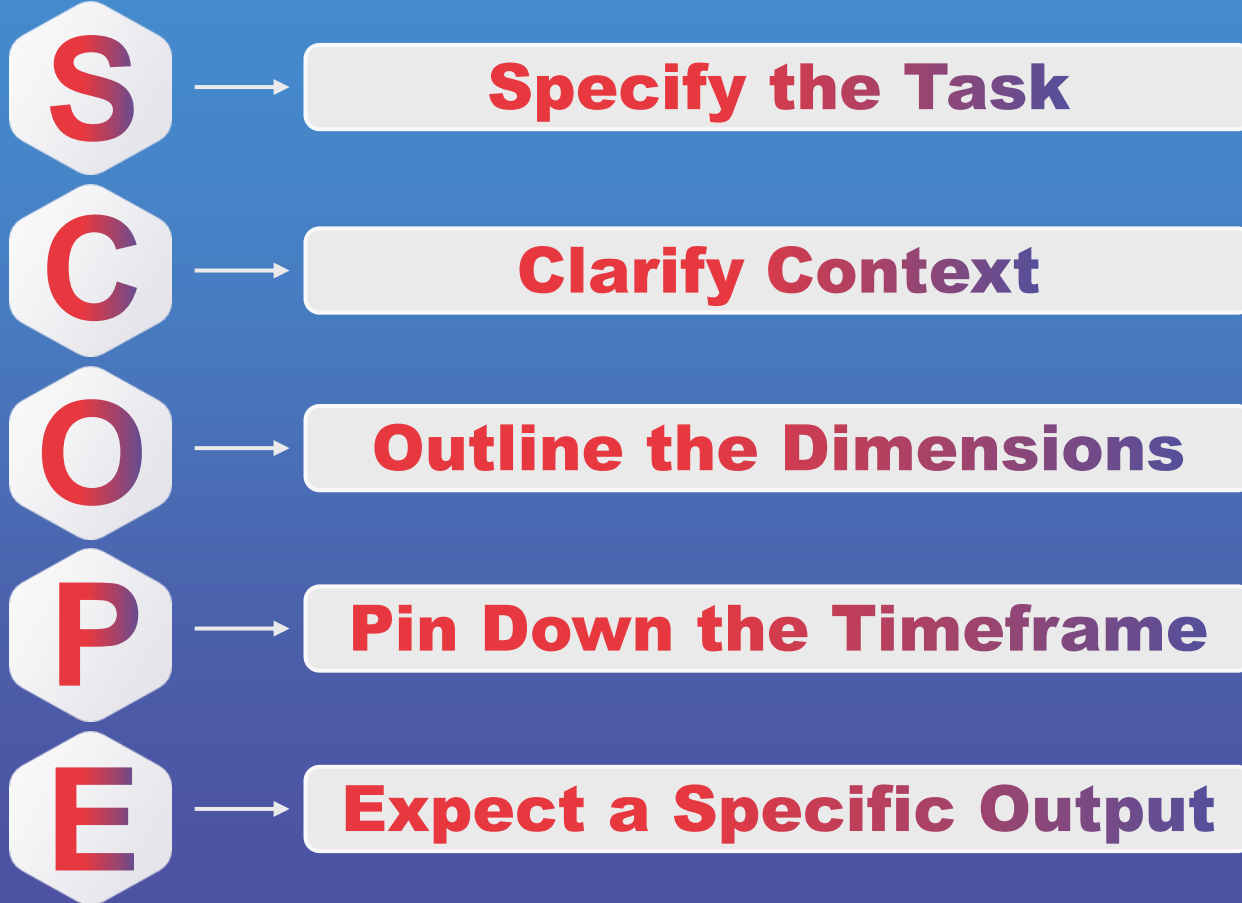 S
Specify the Task
C
Clarify Context
O
Outline the Dimensions
P
Pin Down the Timeframe
E
Expect a Specific Output